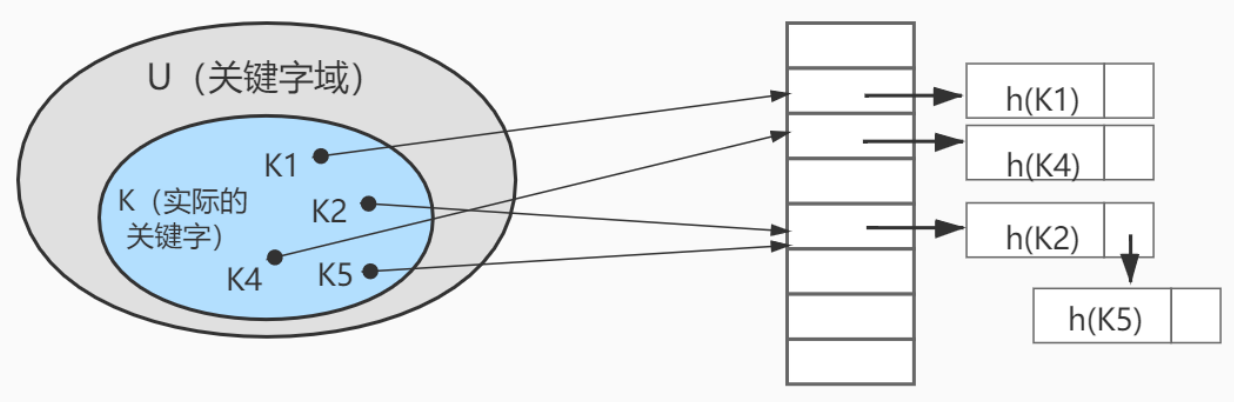 U（关键字域）
K1
K（实际的
关键字）
K2
K4
K5
h(K1)
h(K4)
h(K2)
h(K5)